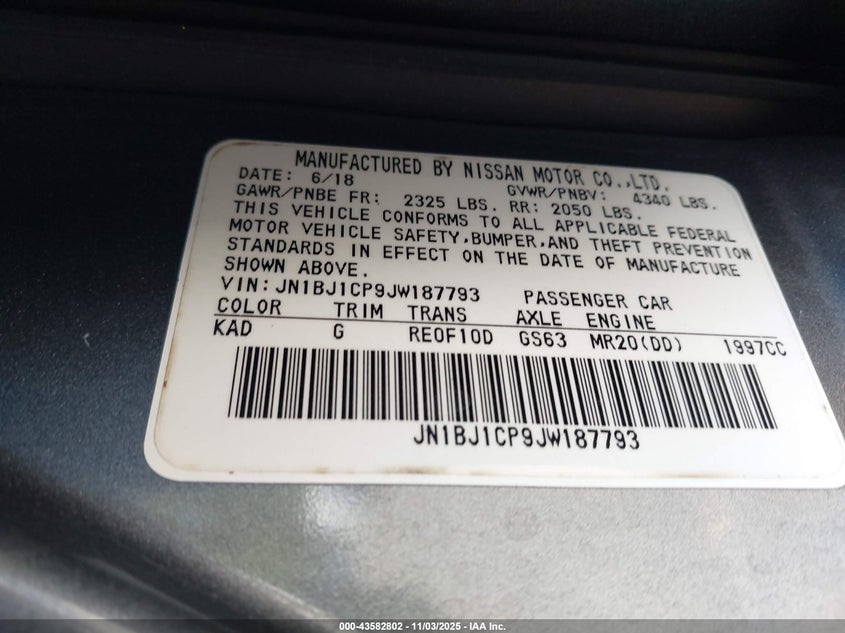 MANUFACTURED BY NISSAN MOTOR CO.,LTD.
DATE: 6/18 GVWR/PNBV: 4340 LBS.
GAWR/PNBE FR: 2325 LBS. RR: 2050 LBS.
THIS VEHICLE CONFORMS TO ALL APPLICABLE FEDERAL
MOTOR VEHICLE SAFETY,BUMPER,AND THEFT PREVENTION
STANDARDS IN EFFECT ON THE DATE OF MANUFACTURE
SHOWN ABOVE.
VIN: JN1BJ1CP9JW187793 PASSENGER CAR
COLOR TRIM TRANS AXLE ENGINE
KAD G RE0F10D GS63 MR20(DD) 1997CC
JN1BJ1CP9JW187793
000-43582802 - 11/03/2025 - IAA Inc.